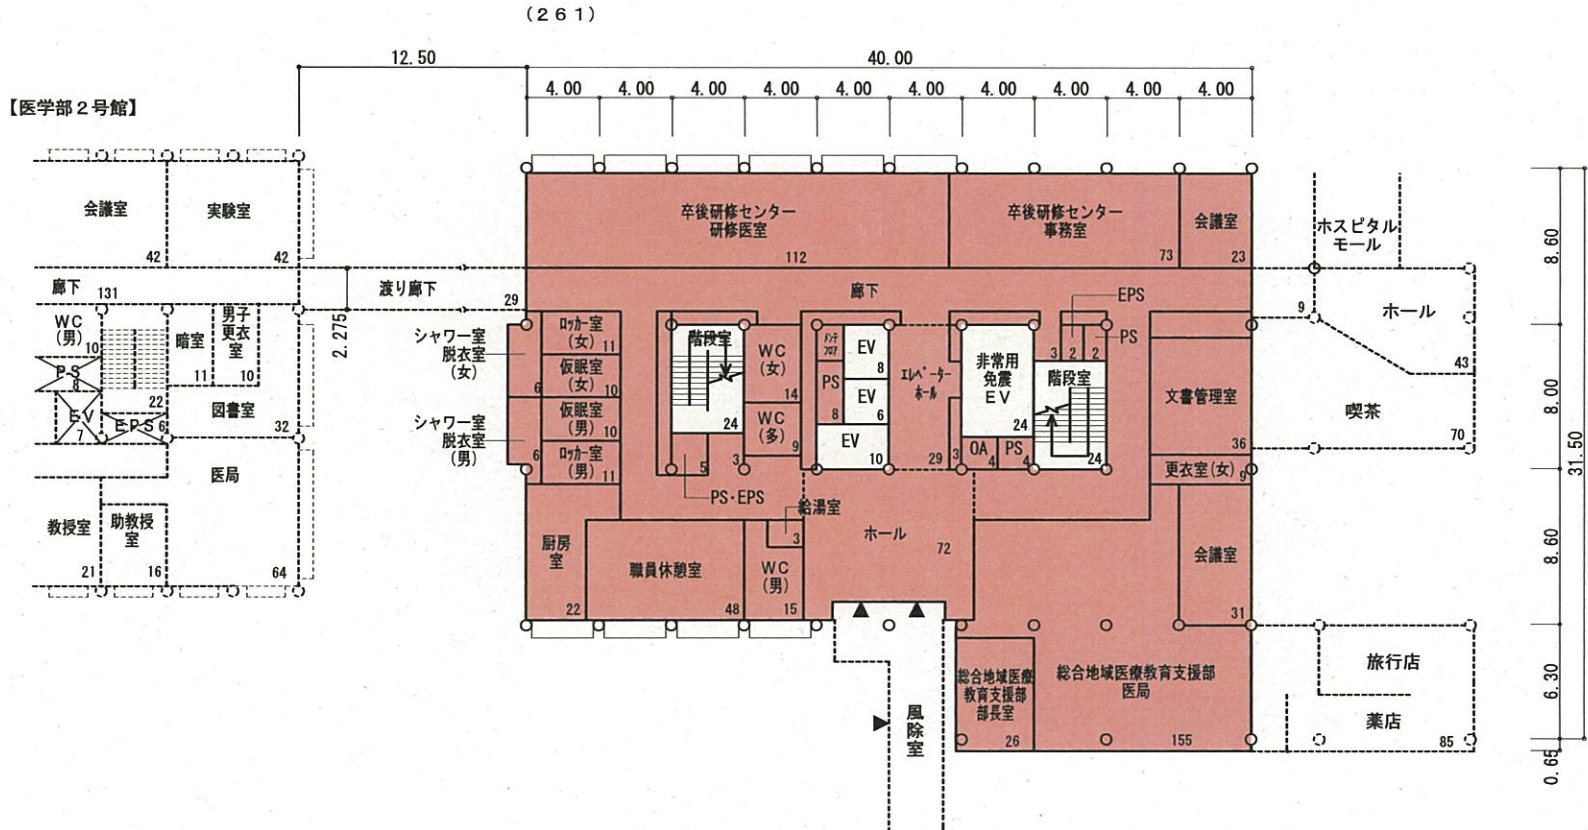 (261)
12.50
40.00
4.00
4.00
4.00
4.00
4.00
4.00
4.00
4.00
4.00
4.00
【医学部2号館】
会議室
42
実験室
42
廊下
131
渡り廊下
29
2.275
WC
(男)
10
PS
8
EV
7
22
EPS
6
暗室
11
男子
更衣
室
10
図書室
32
医局
64
教授室
21
助教授
室
16
卒後研修センター
研修医室
112
卒後研修センター
事務室
73
会議室
23
廊下
シャワー室
脱衣室
(女)
6
シャワー室
脱衣室
(男)
6
ロッカー室
(女)
11
仮眠室
(女)
10
仮眠室
(男)
10
ロッカー室
(男)
11
階段室
24
5
3
PS・EPS
WC
(女)
14
WC
(多)
9
メンテ
フロア
PS
8
EV
8
EV
6
EV
10
エレベーター
ホール
29
3
非常用
免震
EV
24
OA
4
PS
4
EPS
PS
3
2
2
階段室
24
文書管理室
36
更衣室(女)
9
厨房
室
22
職員休憩室
48
給湯室
3
WC
(男)
15
ホール
72
会議室
31
総合地域医療
教育支援部
部長室
26
総合地域医療教育支援部
医局
155
風除室
ホスピタル
モール
9
ホール
43
喫茶
70
旅行店
薬店
85
8.60
8.00
8.60
6.30
0.65
31.50